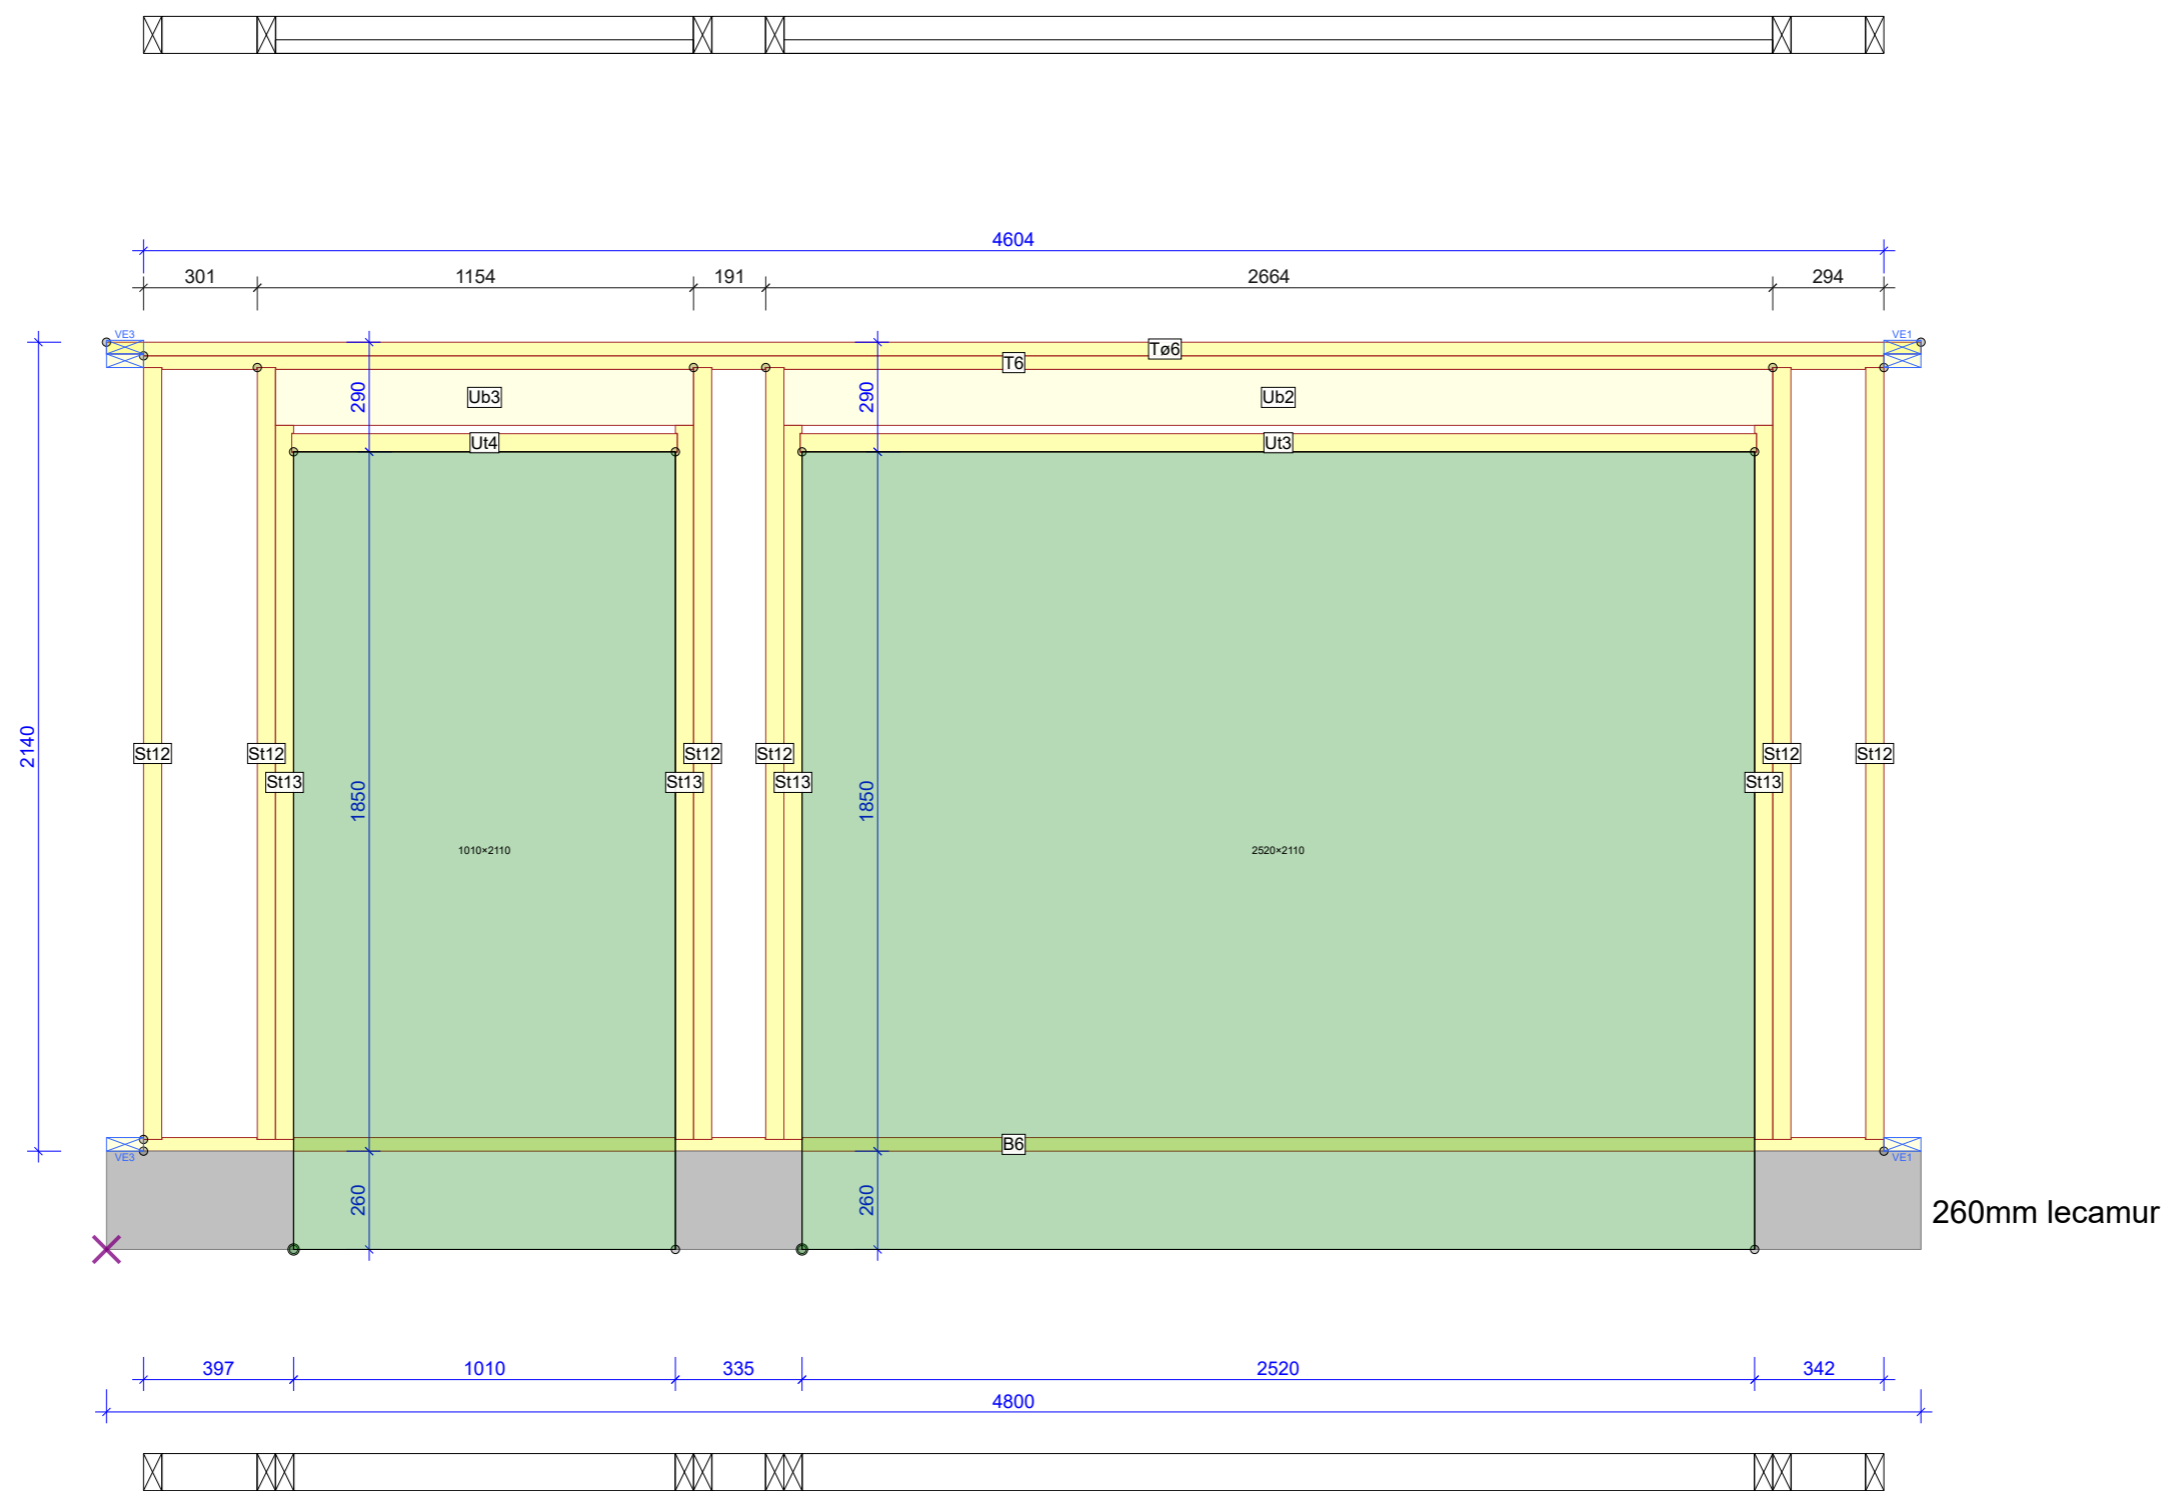 4604
301 1154 191 2664 294
VE3 VE1
Tø6
T6
290 290
Ub3 Ub2
Ut4 Ut3
2140
St12 St12 St12 St12 St12 St12
St13 St13 St13 St13
1850 1850
1010×2110 2520×2110
B6
VE3 VE1
260 260
260mm lecamur
397 1010 335 2520 342
4800